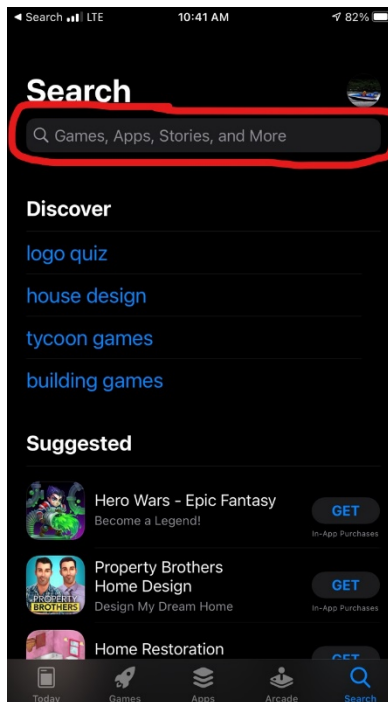 ◀ Search LTE 10:41 AM 82%
Search
Games, Apps, Stories, and More
Discover
logo quiz
house design
tycoon games
building games
Suggested
Hero Wars - Epic Fantasy
Become a Legend!
GET
In-App Purchases
PROPERTY
BROTHERS
Property Brothers
Home Design
Design My Dream Home
GET
In-App Purchases
Home Restoration
GET
Today Games Apps Arcade Search